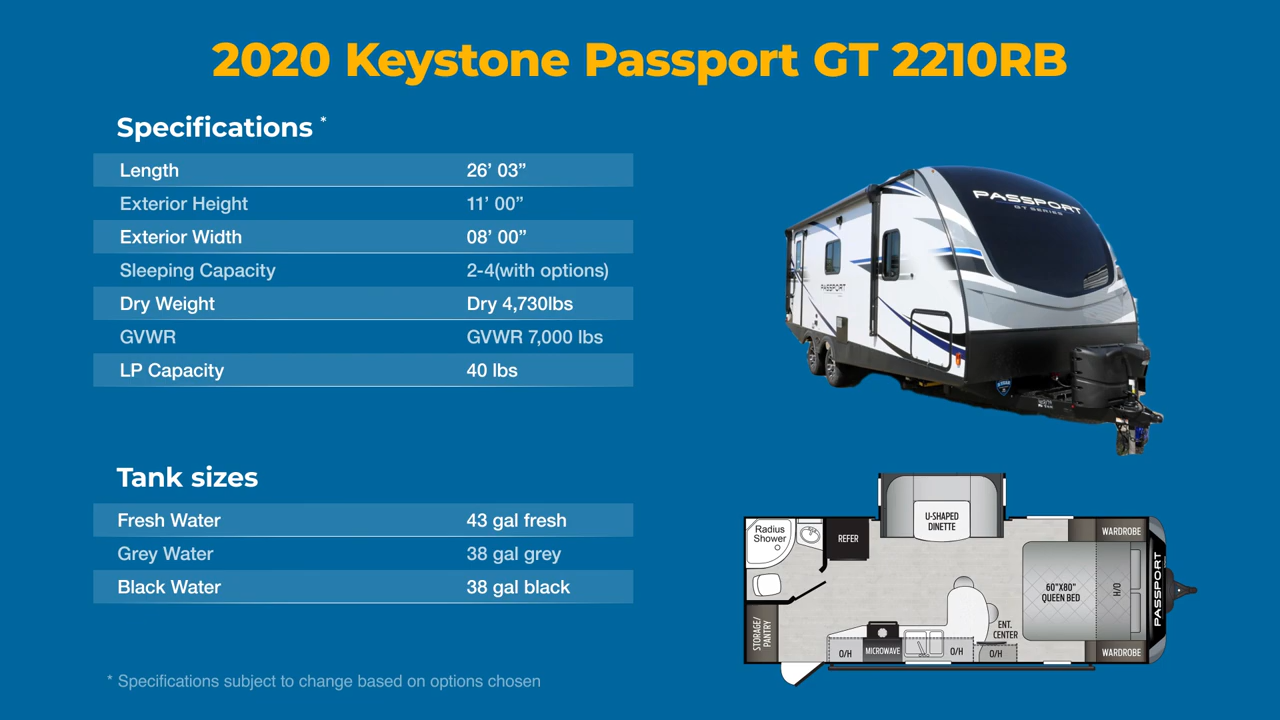 2020 Keystone Passport GT 2210RB
Specifications *
Length 26’ 03”
Exterior Height 11’ 00”
Exterior Width 08’ 00”
Sleeping Capacity 2-4(with options)
Dry Weight Dry 4,730lbs
GVWR GVWR 7,000 lbs
LP Capacity 40 lbs
PASSPORT
GT SERIES
PASSPORT
Tank sizes
Fresh Water 43 gal fresh
Grey Water 38 gal grey
Black Water 38 gal black
* Specifications subject to change based on options chosen
Radius
Shower
REFER
U-SHAPED
DINETTE
WARDROBE
60"X80"
QUEEN BED
H/O
PASSPORT
STORAGE/
PANTRY
O/H
MICROWAVE
O/H
O/H
ENT.
CENTER
WARDROBE